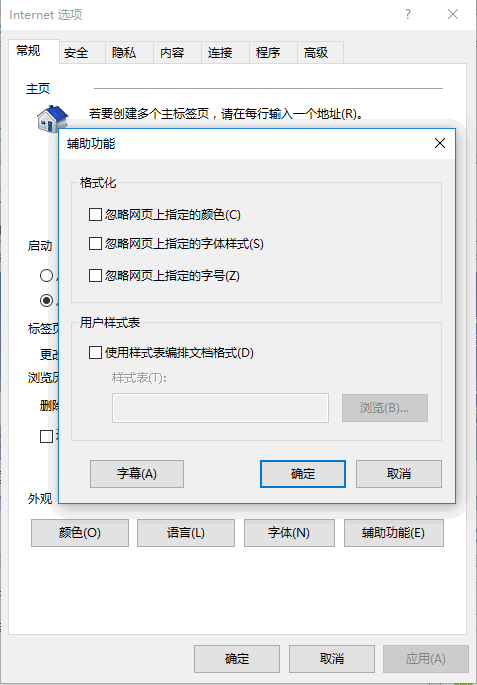 Internet 选项
?
常规
安全
隐私
内容
连接
程序
高级
主页
若要创建多个主标签页，请在每行输入一个地址(R)。
辅助功能
格式化
忽略网页上指定的颜色(C)
忽略网页上指定的字体样式(S)
忽略网页上指定的字号(Z)
用户样式表
使用样式表编排文档格式(D)
样式表(T):
浏览(B)...
字幕(A)
确定
取消
启动
标签页
更改
浏览历
删除
外观
颜色(O)
语言(L)
字体(N)
辅助功能(E)
确定
取消
应用(A)